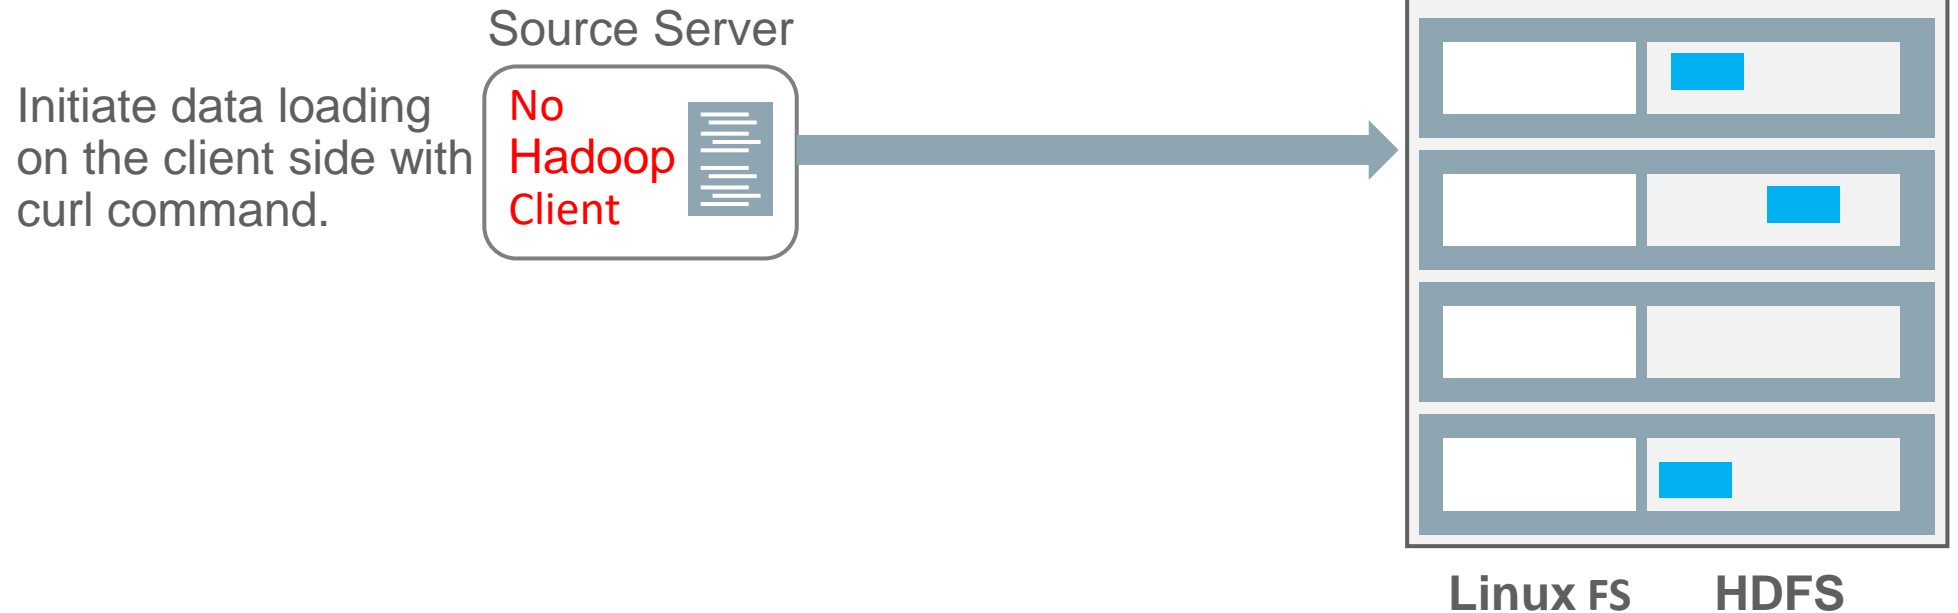 Source Server
Initiate data loading
on the client side with
curl command.
No
Hadoop
Client
Linux FS
HDFS